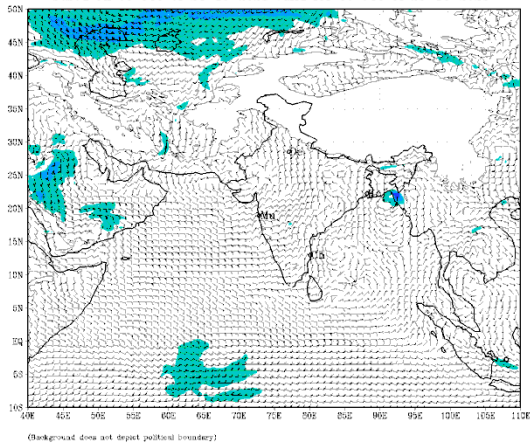 50N
45N
40N
35N
30N
25N
20N
15N
10N
5N
EQ
5S
10S
40E 45E 50E 55E 60E 65E 70E 75E 80E 85E 90E 95E 100E 105E 110E
(Background does not depict political boundary)